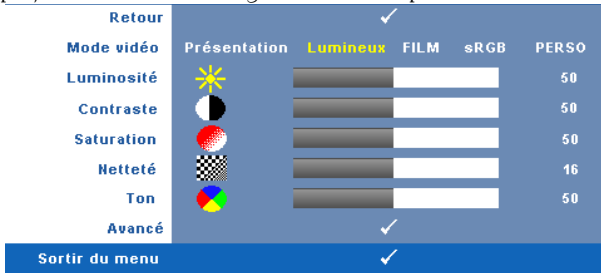 Retour
Mode vidéo Présentation Lumineux FILM sRGB PERSO
Luminosité 50
Contraste 50
Saturation 50
Netteté 16
Ton 50
Avancé
Sortir du menu